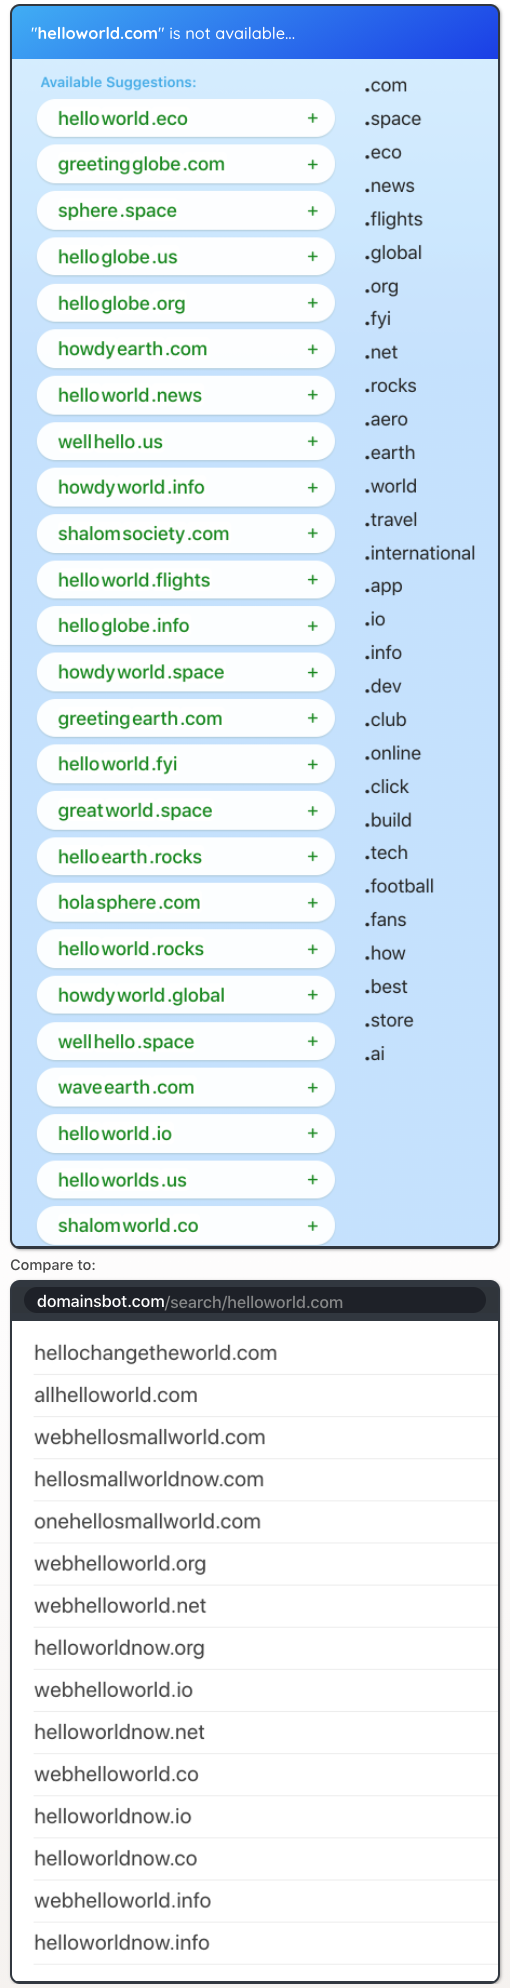 "helloworld.com" is not available...
Available Suggestions:
helloworld.eco +
greetingglobe.com +
sphere.space +
helloglobe.us +
helloglobe.org +
howdyearth.com +
helloworld.news +
wellhello.us +
howdyworld.info +
shalomsociety.com +
helloworld.flights +
helloglobe.info +
howdyworld.space +
greetingearth.com +
helloworld.fyi +
greatworld.space +
helloearth.rocks +
holasphere.com +
helloworld.rocks +
howdyworld.global +
wellhello.space +
waveearth.com +
helloworld.io +
helloworlds.us +
shalomworld.co +
.com
.space
.eco
.news
.flights
.global
.org
.fyi
.net
.rocks
.aero
.earth
.world
.travel
.international
.app
.io
.info
.dev
.club
.online
.click
.build
.tech
.football
.fans
.how
.best
.store
.ai
Compare to:
domainsbot.com/search/helloworld.com
hellochangetheworld.com
allhelloworld.com
webhellosmallworld.com
hellosmallworldnow.com
onehellosmallworld.com
webhelloworld.org
webhelloworld.net
helloworldnow.org
webhelloworld.io
helloworldnow.net
webhelloworld.co
helloworldnow.io
helloworldnow.co
webhelloworld.info
helloworldnow.info